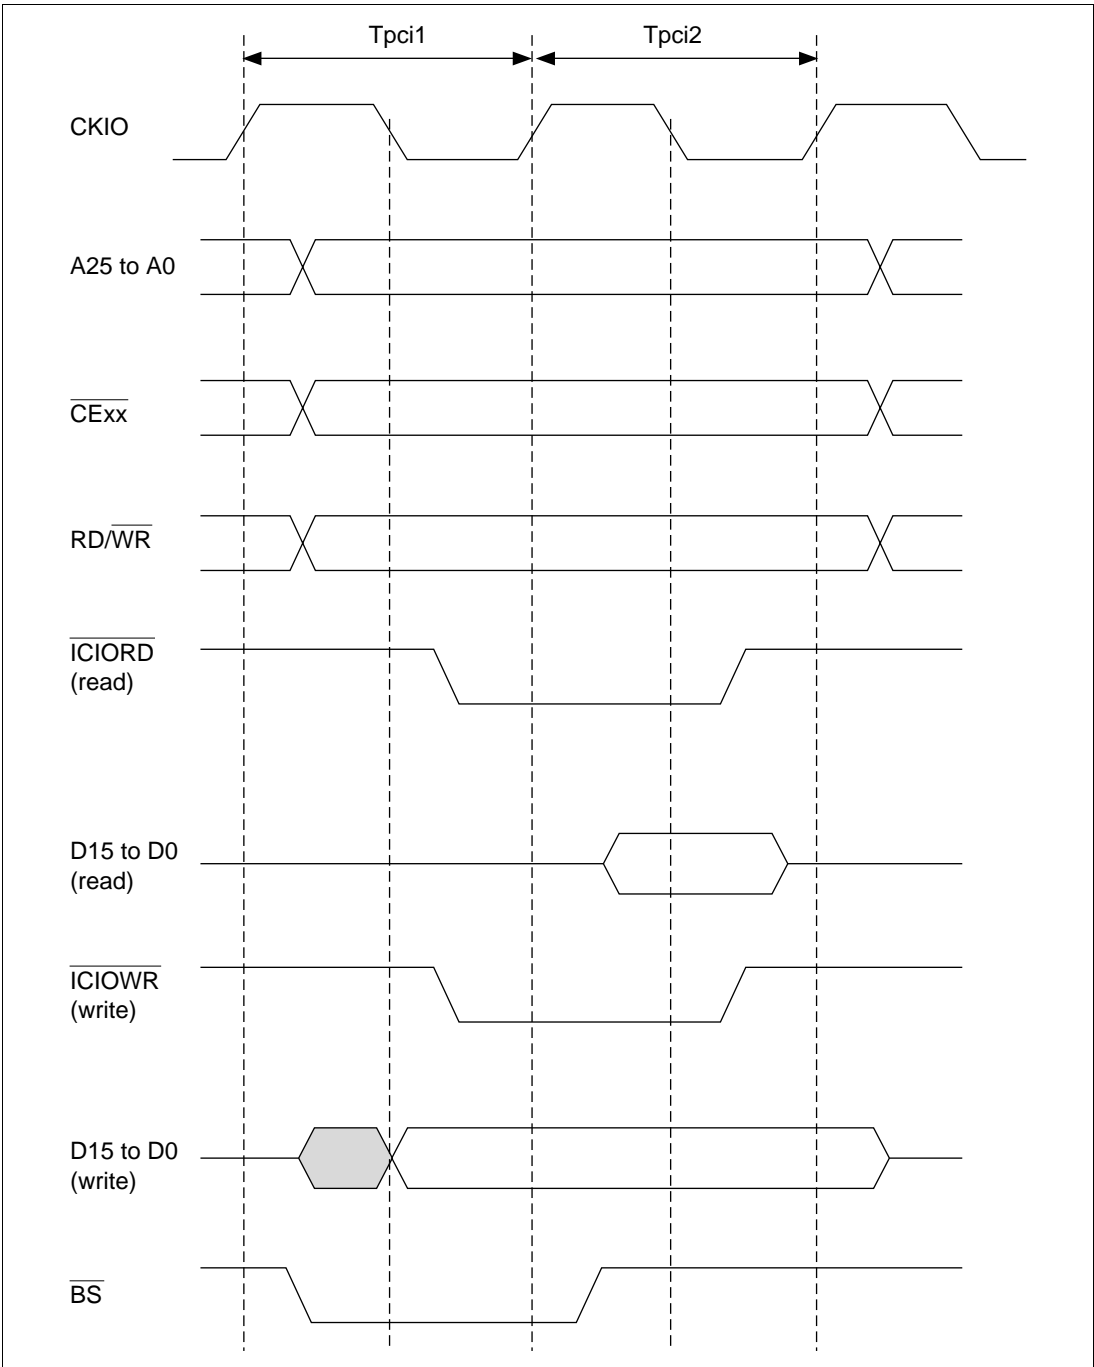 Tpci1
Tpci2
CKIO
A25 to A0
CExx
RD/WR
ICIORD
(read)
D15 to D0
(read)
ICIOWR
(write)
D15 to D0
(write)
BS